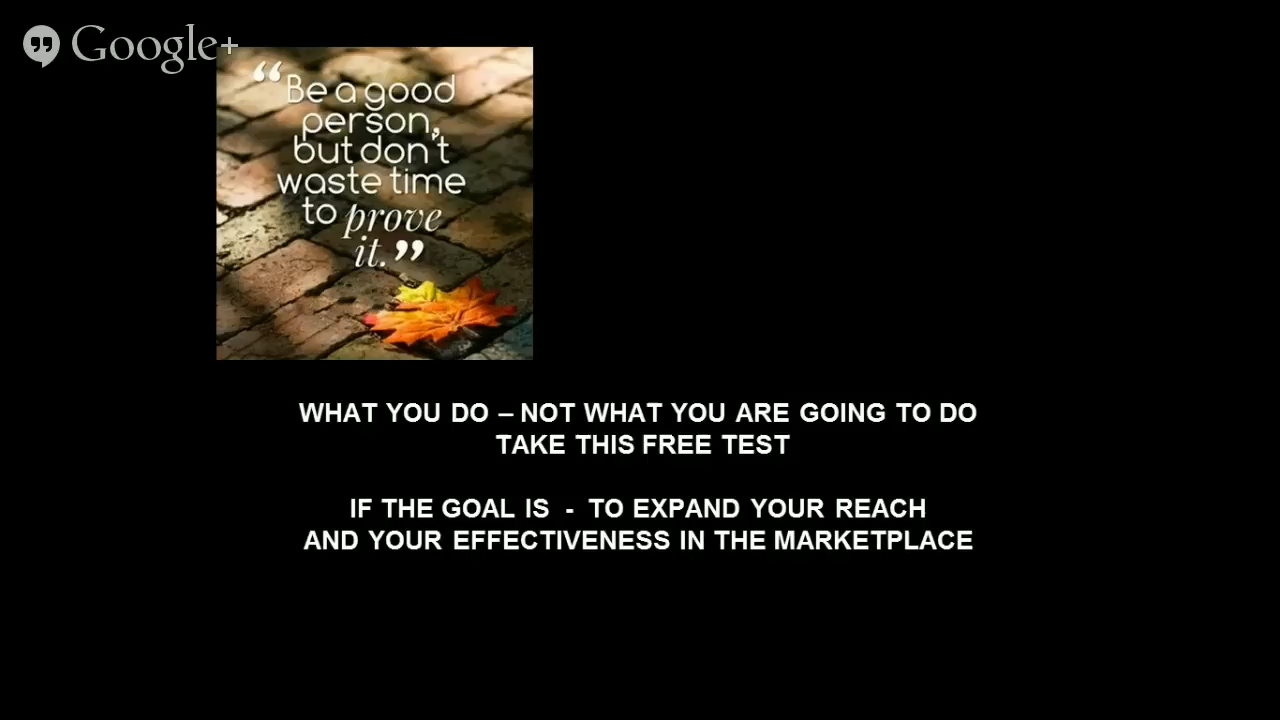 Google+
“Be a good
person,
but don't
waste time
to prove
it.”
WHAT YOU DO – NOT WHAT YOU ARE GOING TO DO
TAKE THIS FREE TEST
IF THE GOAL IS - TO EXPAND YOUR REACH
AND YOUR EFFECTIVENESS IN THE MARKETPLACE